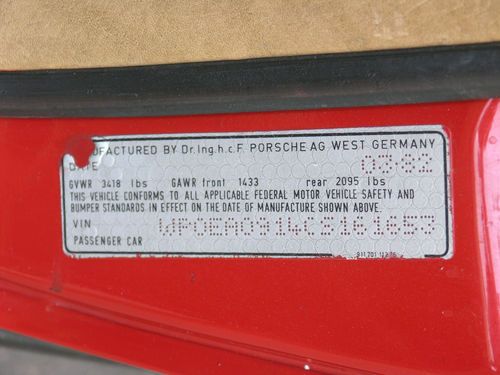 MANUFACTURED BY Dr.Ing.h.c.F. PORSCHE AG WEST GERMANY
DATE 03-82
GVWR 3418 lbs GAWR front 1433 rear 2095 lbs
THIS VEHICLE CONFORMS TO ALL APPLICABLE FEDERAL MOTOR VEHICLE SAFETY AND
BUMPER STANDARDS IN EFFECT ON THE DATE OF MANUFACTURE SHOWN ABOVE.
VIN WP0EA0914CS161653
PASSENGER CAR